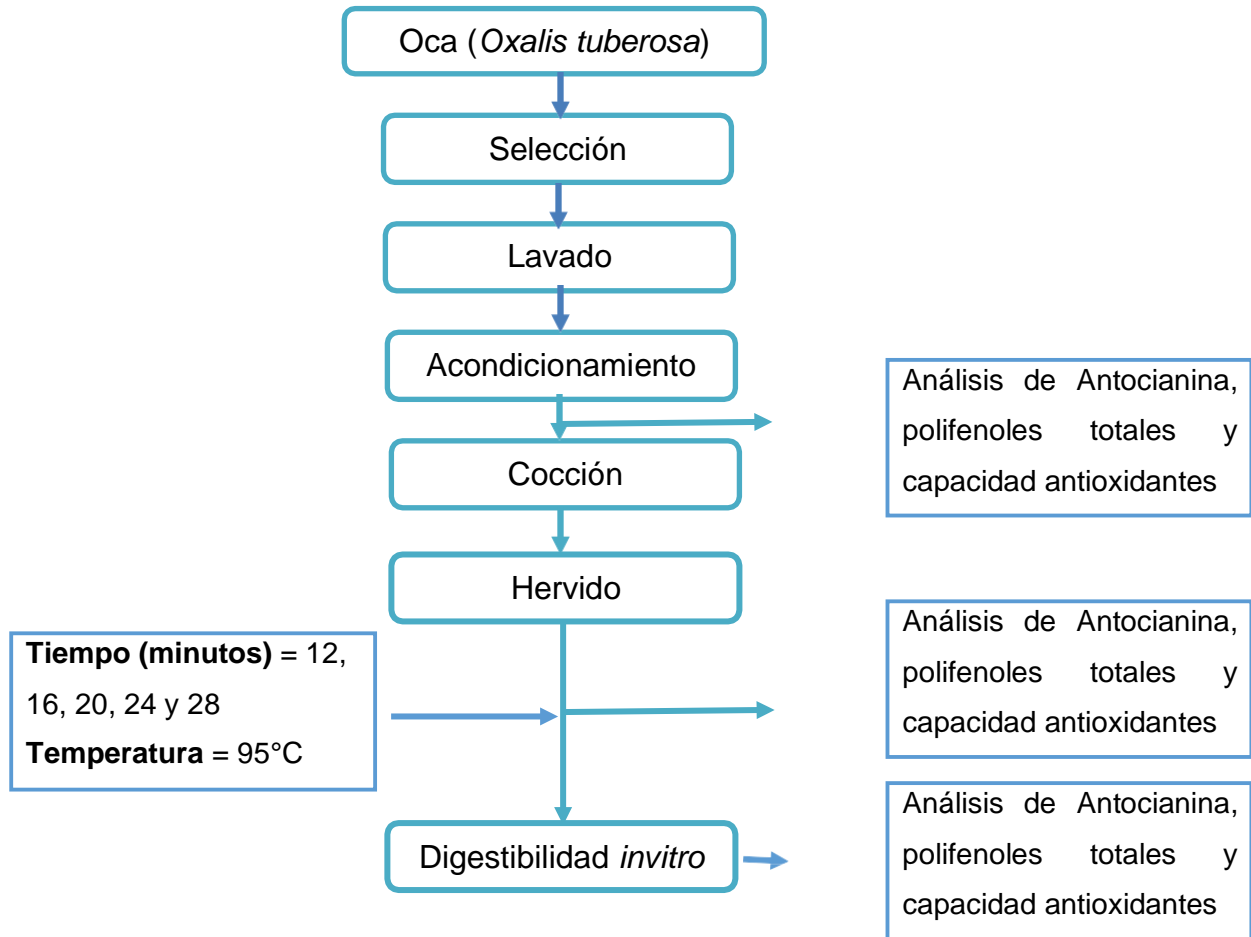 Oca (Oxalis tuberosa)
Selección
Lavado
Acondicionamiento
Análisis de Antocianina,
polifenoles totales y
capacidad antioxidantes
Cocción
Hervido
Tiempo (minutos) = 12,
16, 20, 24 y 28
Temperatura = 95°C
Análisis de Antocianina,
polifenoles totales y
capacidad antioxidantes
Digestibilidad invitro
Análisis de Antocianina,
polifenoles totales y
capacidad antioxidantes